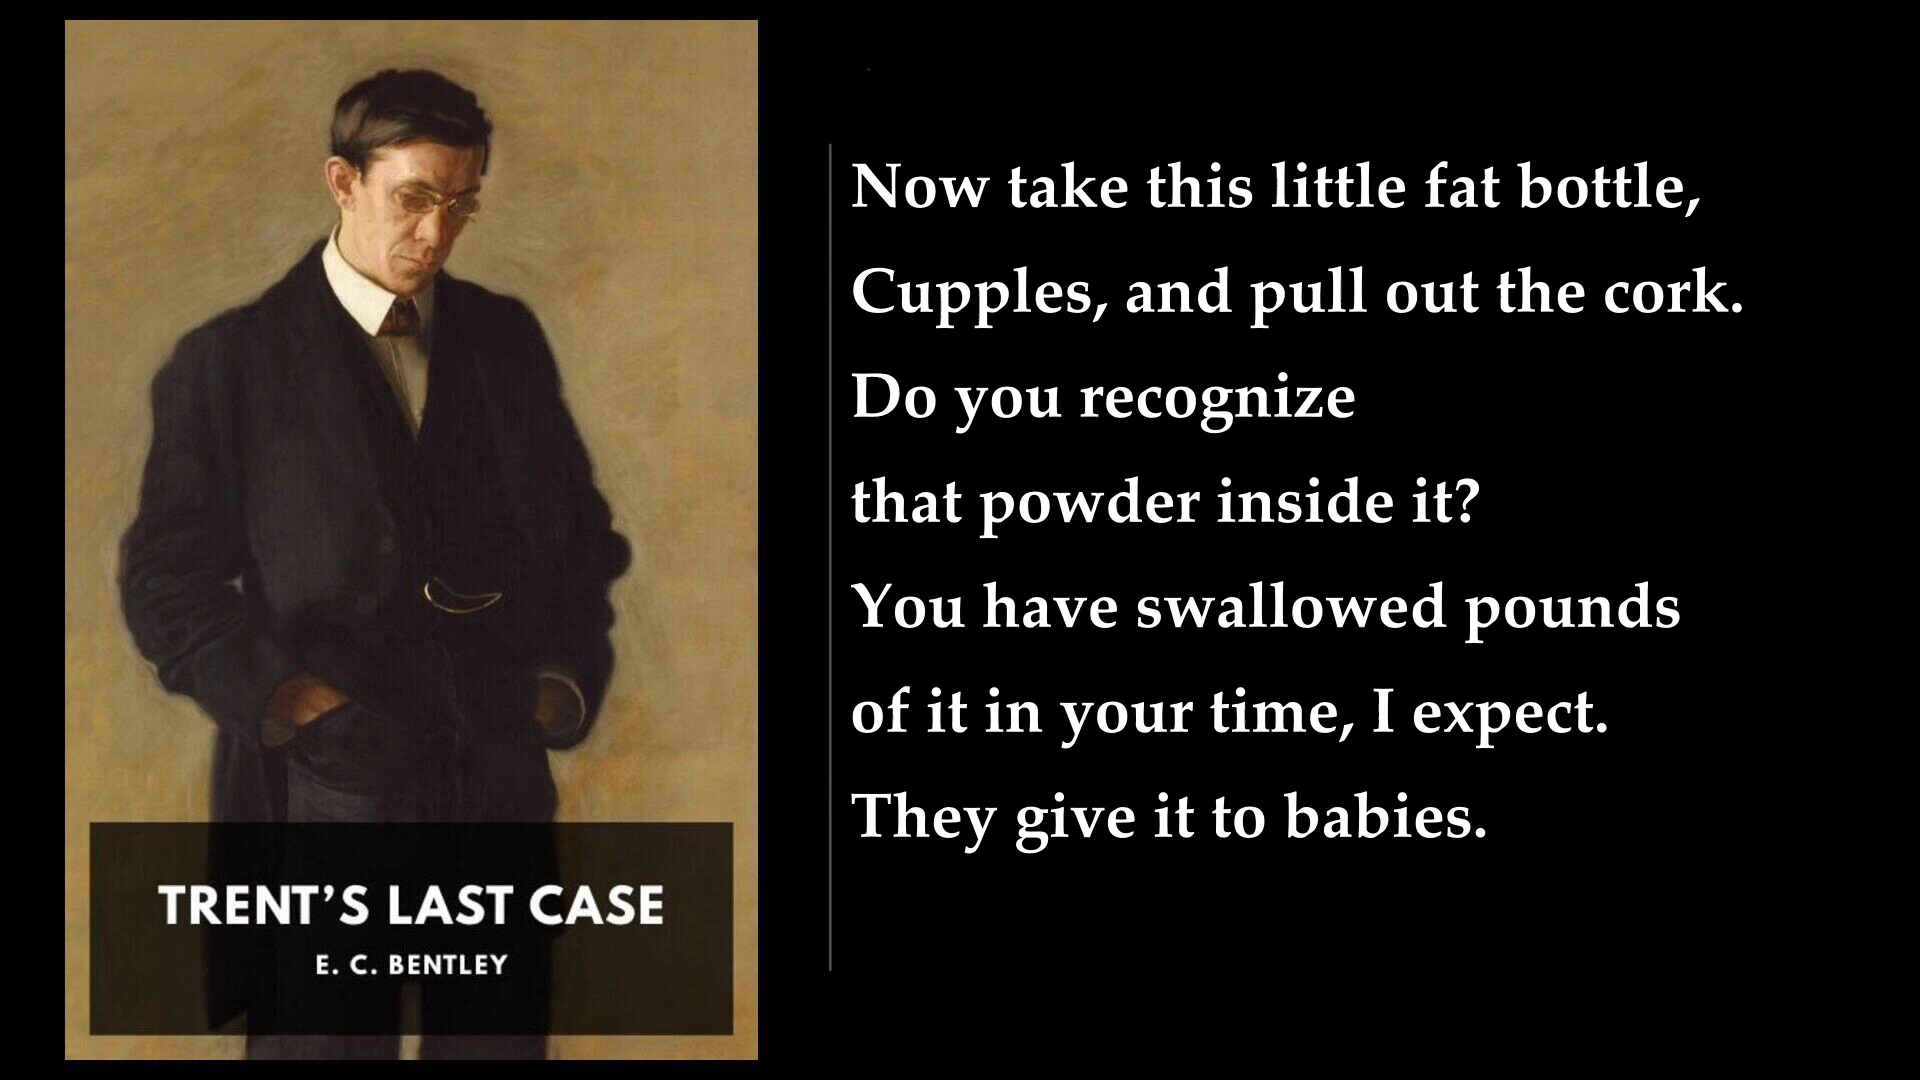 TRENT’S LAST CASE
E. C. BENTLEY
Now take this little fat bottle,
Cupples, and pull out the cork.
Do you recognize
that powder inside it?
You have swallowed pounds
of it in your time, I expect.
They give it to babies.